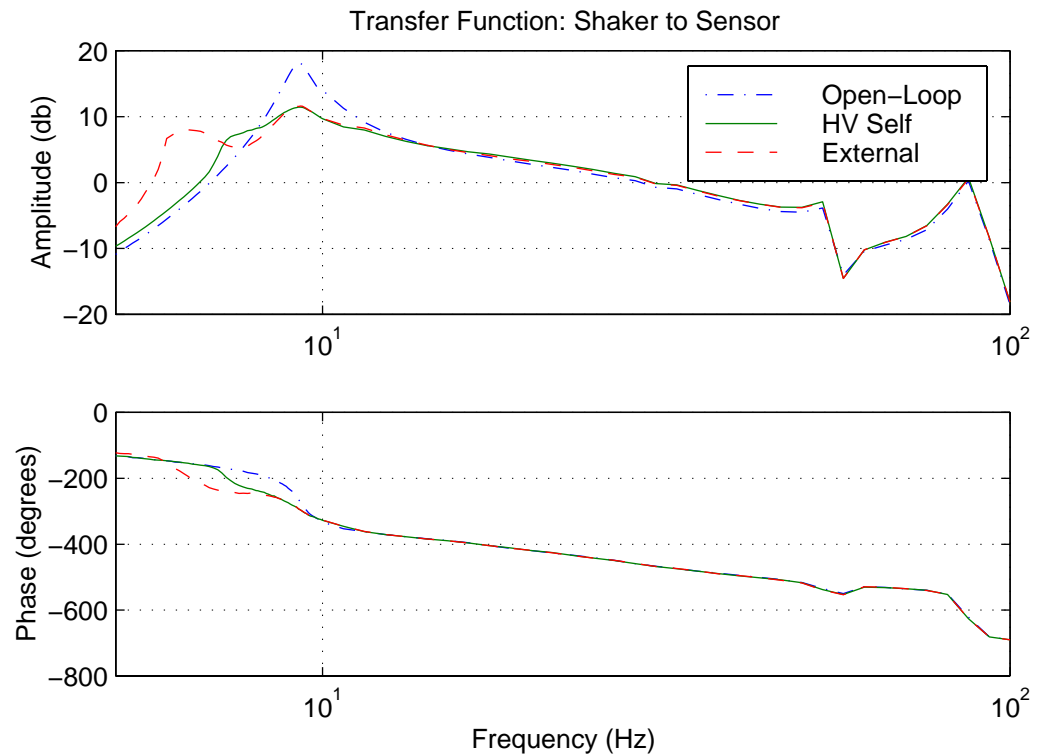 Transfer Function: Shaker to Sensor
20
10
0
−10
−20
Amplitude (db)
Open−Loop
HV Self
External
10^1
10^2
0
−200
−400
−600
−800
Phase (degrees)
10^1
10^2
Frequency (Hz)